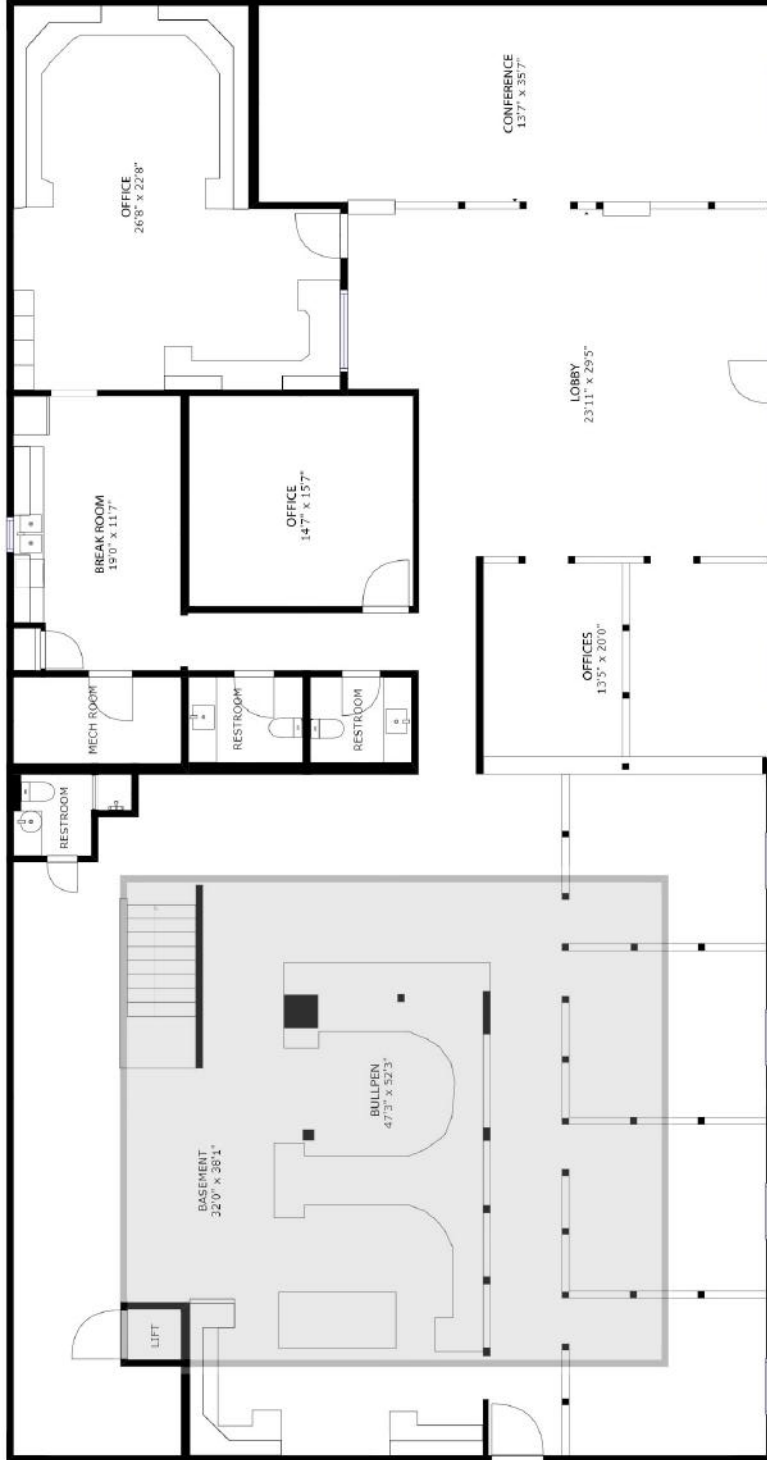 CONFERENCE
13'7" x 35'7"
OFFICE
26'8" x 22'8"
LOBBY
23'11" x 29'5"
BREAK ROOM
19'0" x 11'7"
OFFICE
14'7" x 15'7"
OFFICES
13'5" x 20'0"
MECH ROOM
RESTROOM
RESTROOM
RESTROOM
BULLPEN
47'3" x 52'3"
BASEMENT
32'0" x 38'1"
LIFT